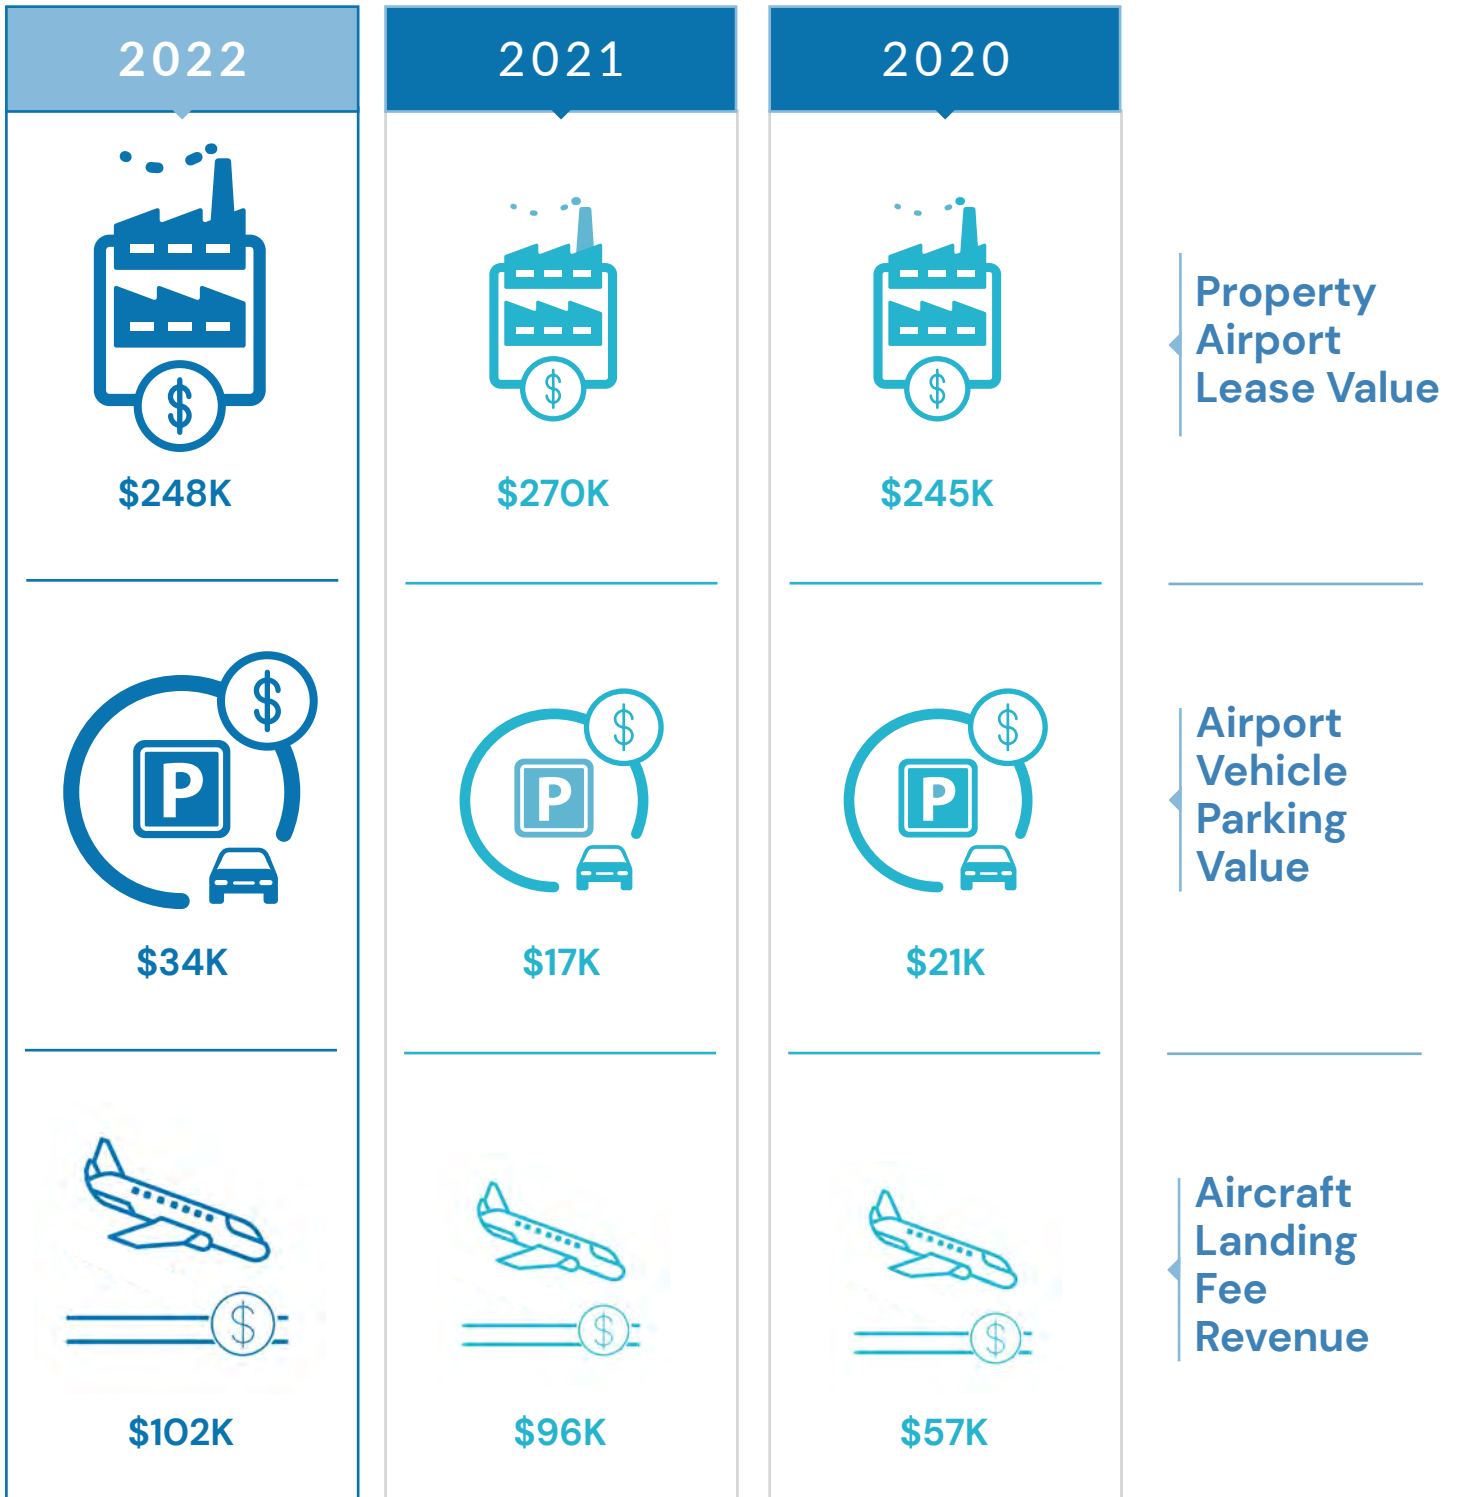 2022
2021
2020
$248K
$270K
$245K
Property
Airport
Lease Value
P
$
P
$
P
$
$
$
$
$34K
$17K
$21K
Airport
Vehicle
Parking
Value
$
$
$
$102K
$96K
$57K
Aircraft
Landing
Fee
Revenue